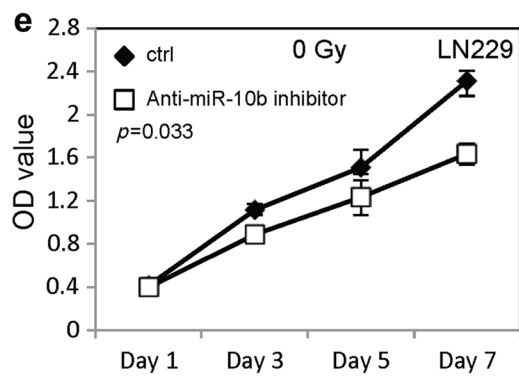 e
2.8
2.4
2
1.6
1.2
0.8
0.4
0
OD value
ctrl
0 Gy
LN229
Anti-miR-10b inhibitor
p=0.033
Day 1
Day 3
Day 5
Day 7